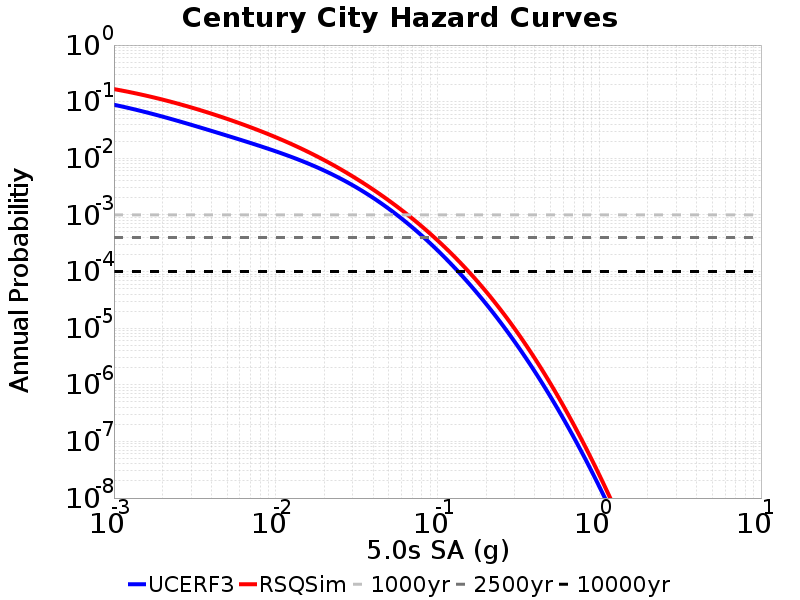 Century City Hazard Curves
10^0
10^-1
10^-2
10^-3
10^-4
10^-5
10^-6
10^-7
10^-8
Annual Probabilitiy
10^-3 10^-2 10^-1 10^0 10^1
5.0s SA (g)
UCERF3 RSQSim 1000yr 2500yr 10000yr